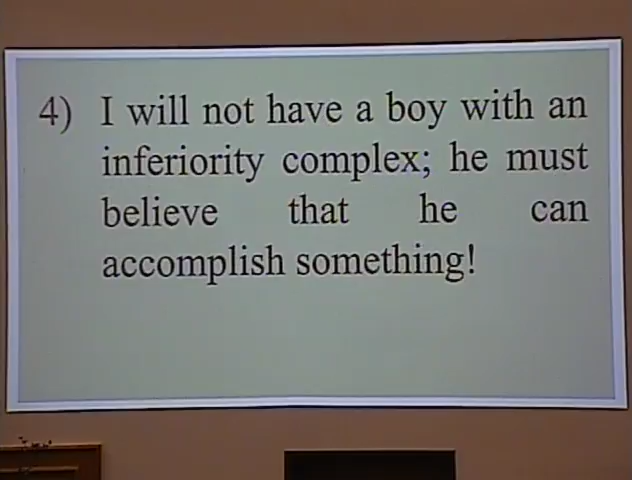 4) I will not have a boy with an
inferiority complex; he must
believe that he can
accomplish something!